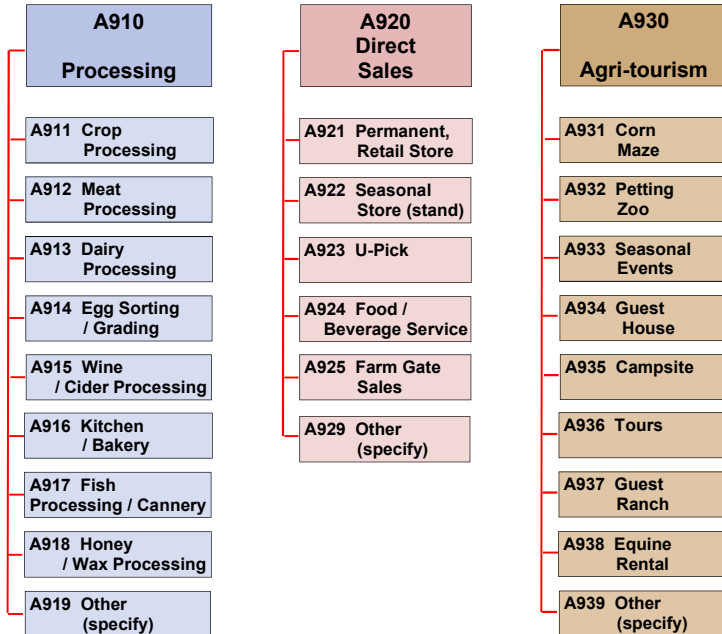 A910
Processing
A911 Crop
Processing
A912 Meat
Processing
A913 Dairy
Processing
A914 Egg Sorting
/ Grading
A915 Wine
/ Cider Processing
A916 Kitchen
/ Bakery
A917 Fish
Processing / Cannery
A918 Honey
/ Wax Processing
A919 Other
(specify)
A920
Direct
Sales
A921 Permanent,
Retail Store
A922 Seasonal
Store (stand)
A923 U-Pick
A924 Food /
Beverage Service
A925 Farm Gate
Sales
A929 Other
(specify)
A930
Agri-tourism
A931 Corn
Maze
A932 Petting
Zoo
A933 Seasonal
Events
A934 Guest
House
A935 Campsite
A936 Tours
A937 Guest
Ranch
A938 Equine
Rental
A939 Other
(specify)